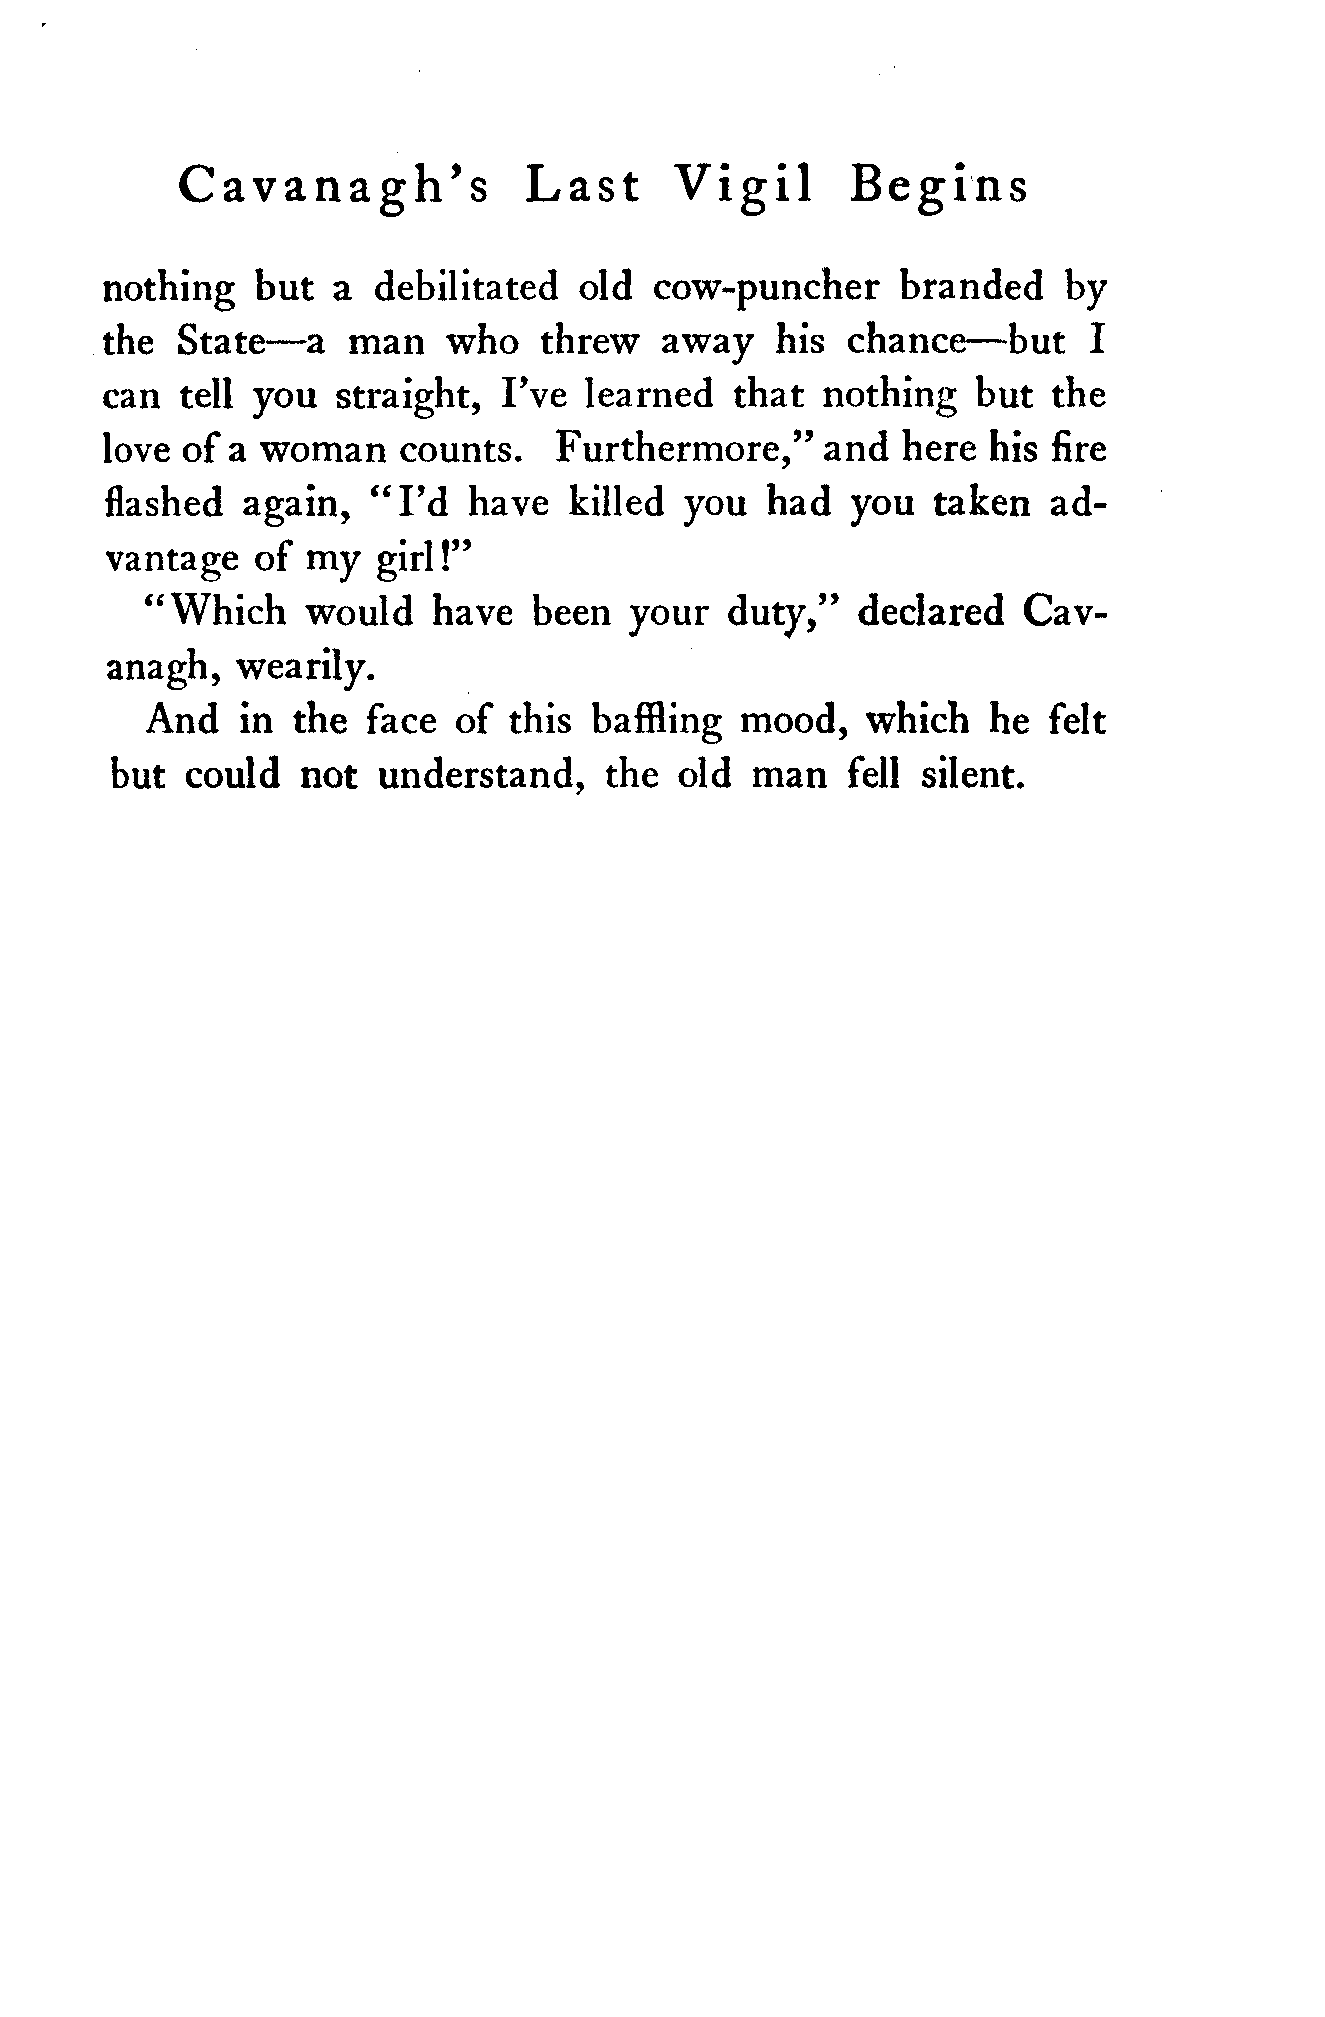 Cavanagh's Last Vigil Begins
nothing but a debilitated old cow-puncher branded by
the State—a man who threw away his chance—but I
can tell you straight, I've learned that nothing but the
love of a woman counts. Furthermore," and here his fire
flashed again, "I'd have killed you had you taken ad-
vantage of my girl!"
"Which would have been your duty," declared Cav-
anagh, wearily.
And in the face of this baffling mood, which he felt
but could not understand, the old man fell silent.